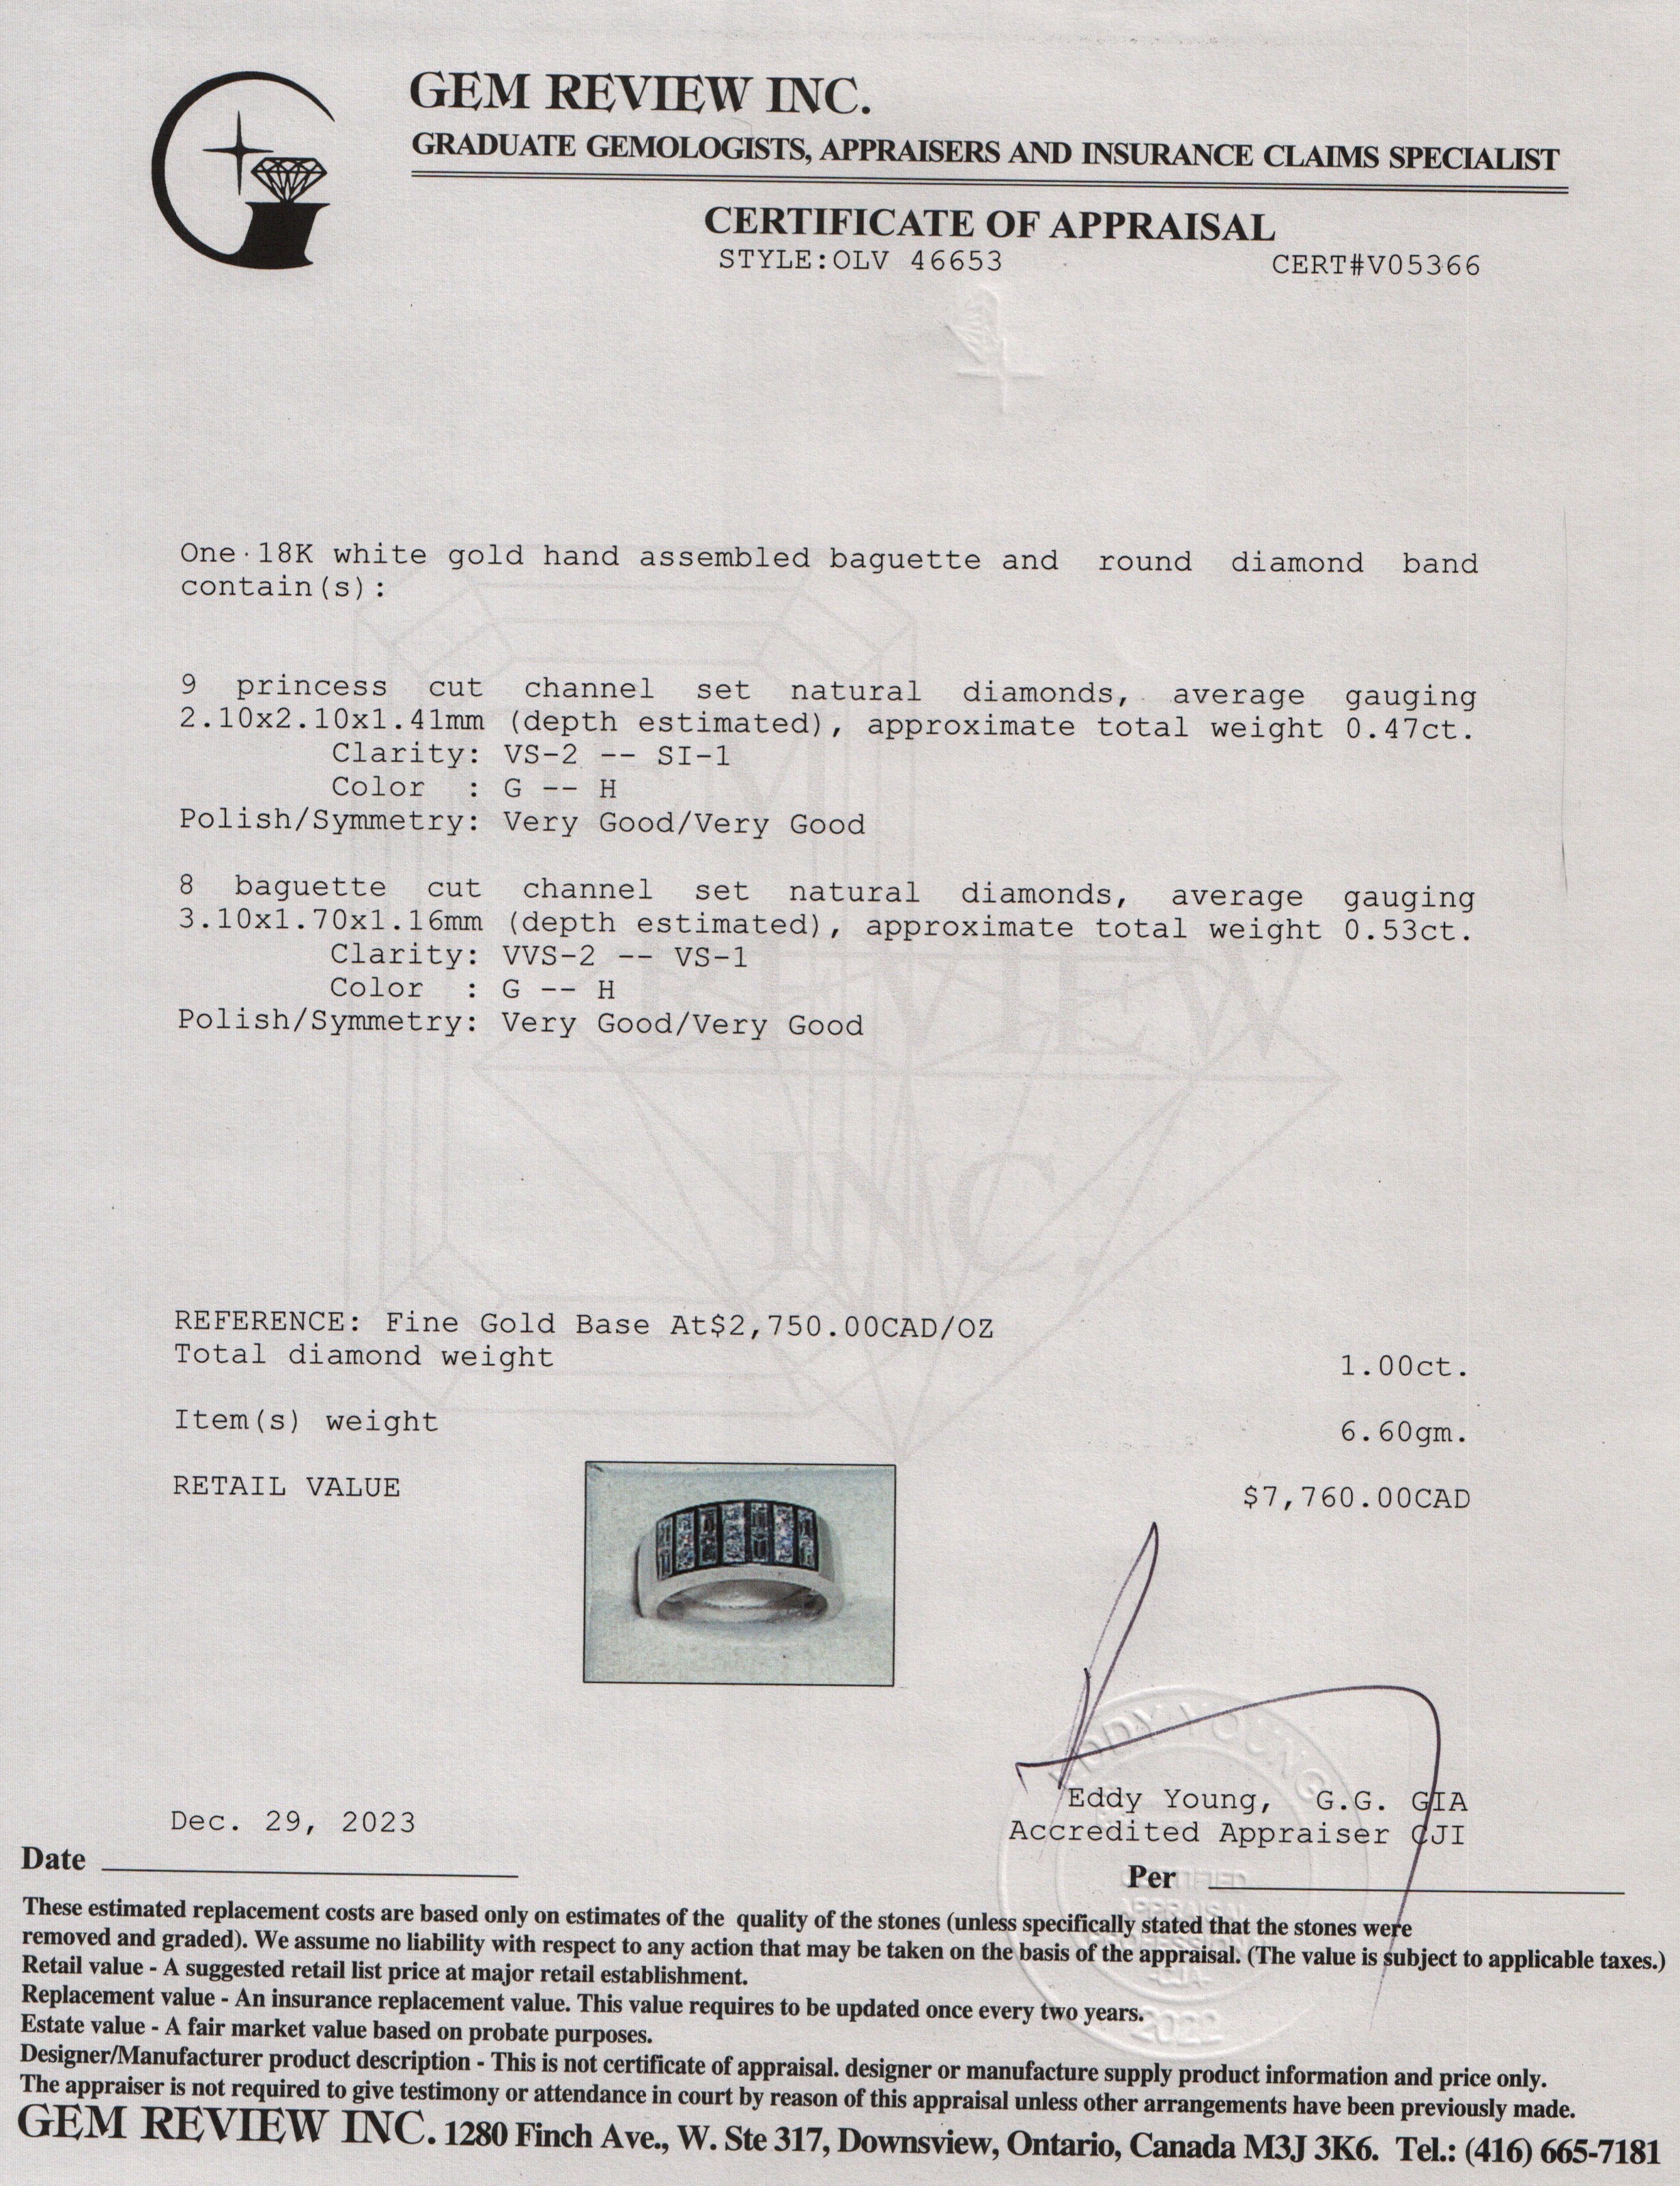 GEM REVIEW INC.
GRADUATE GEMOLOGISTS, APPRAISERS AND INSURANCE CLAIMS SPECIALIST
CERTIFICATE OF APPRAISAL
STYLE:OLV 46653 CERT#V05366
One 18K white gold hand assembled baguette and round diamond band
contain(s):
9 princess cut channel set natural diamonds, average gauging
2.10x2.10x1.41mm (depth estimated), approximate total weight 0.47ct.
Clarity: VS-2 -- SI-1
Color : G -- H
Polish/Symmetry: Very Good/Very Good
8 baguette cut channel set natural diamonds, average gauging
3.10x1.70x1.16mm (depth estimated), approximate total weight 0.53ct.
Clarity: VVS-2 -- VS-1
Color : G -- H
Polish/Symmetry: Very Good/Very Good
GEM
REVIEW
INC.
REFERENCE: Fine Gold Base At$2,750.00CAD/OZ
Total diamond weight 1.00ct.
Item(s) weight 6.60gm.
RETAIL VALUE $7,760.00CAD
EDDY YOUNG
Eddy Young, G.G. GIA
Accredited Appraiser CJI
Dec. 29, 2023
Date
Per
CERTIFIED
APPRAISAL
PROFESSIONAL
CJA
2022
These estimated replacement costs are based only on estimates of the quality of the stones (unless specifically stated that the stones were
removed and graded). We assume no liability with respect to any action that may be taken on the basis of the appraisal. (The value is subject to applicable taxes.)
Retail value - A suggested retail list price at major retail establishment.
Replacement value - An insurance replacement value. This value requires to be updated once every two years.
Estate value - A fair market value based on probate purposes.
Designer/Manufacturer product description - This is not certificate of appraisal. designer or manufacture supply product information and price only.
The appraiser is not required to give testimony or attendance in court by reason of this appraisal unless other arrangements have been previously made.
GEM REVIEW INC. 1280 Finch Ave., W. Ste 317, Downsview, Ontario, Canada M3J 3K6. Tel.: (416) 665-7181